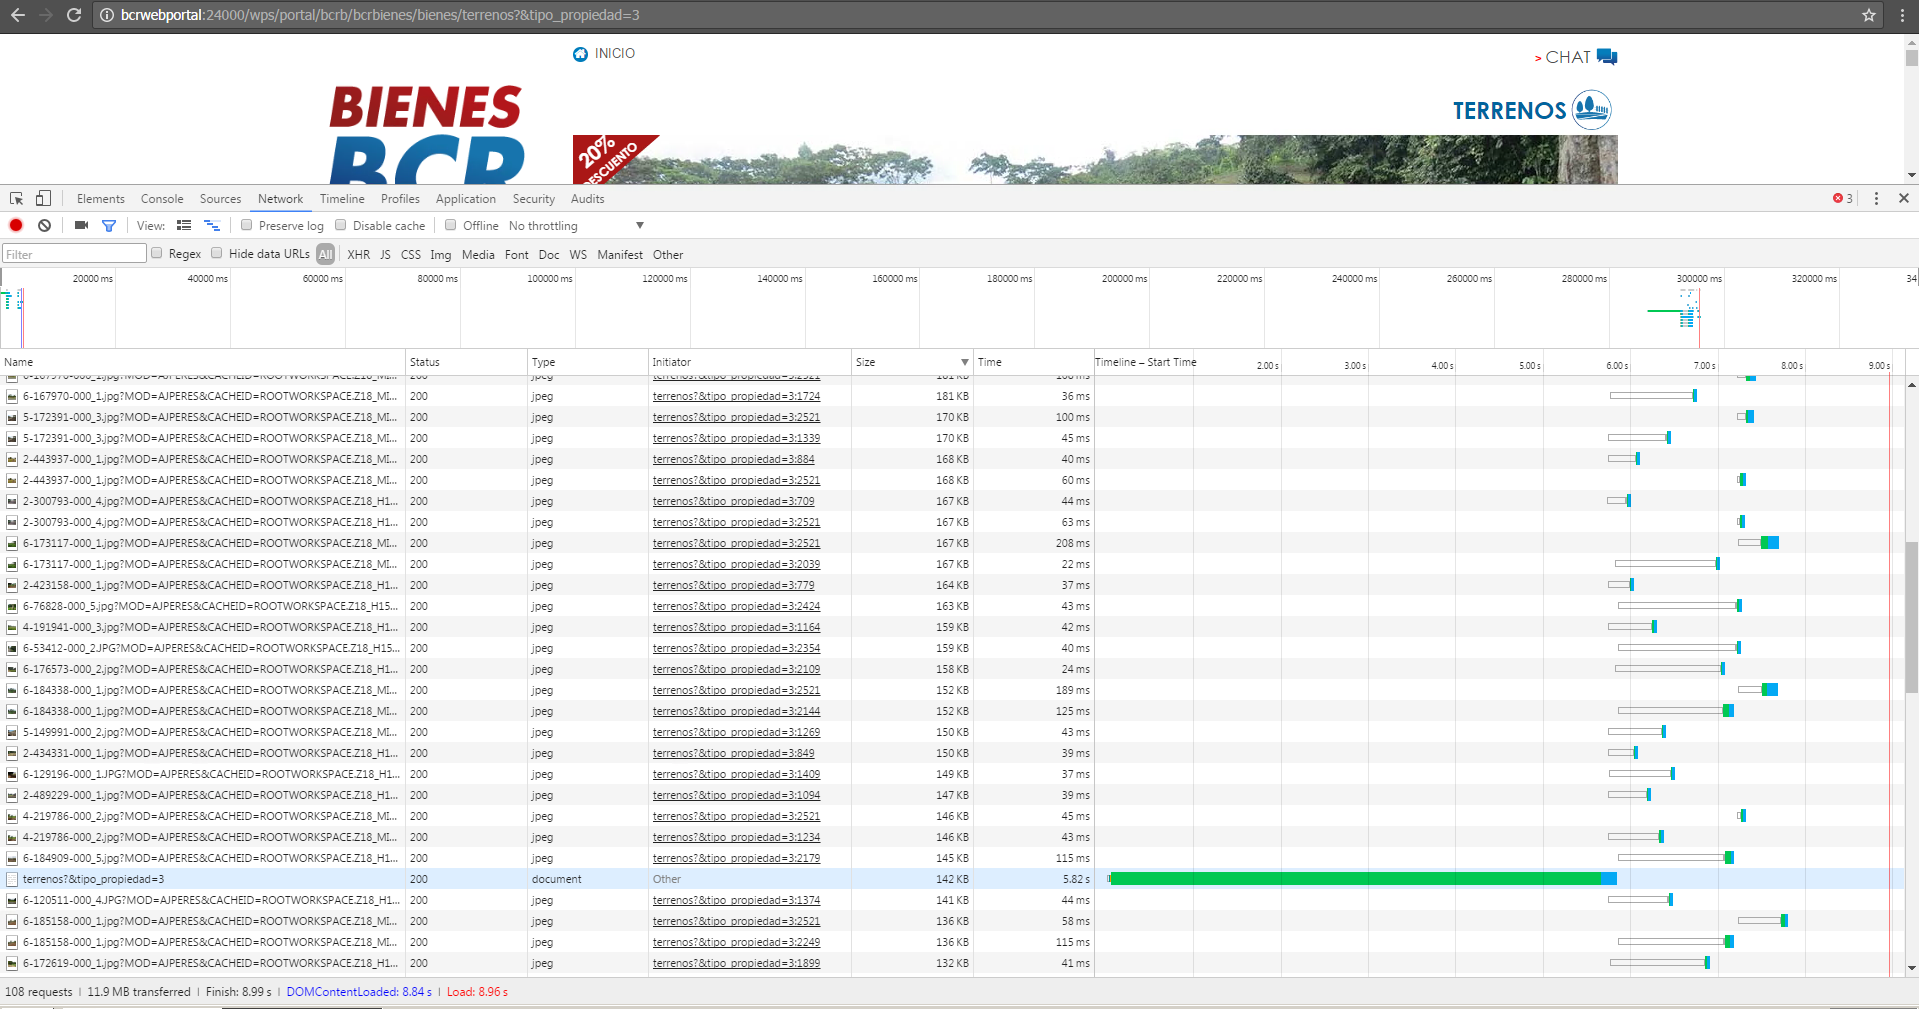 bcrwebportal:24000/wps/portal/bcrb/bcrbienes/bienes/terrenos?&tipo_propiedad=3
INICIO
> CHAT
BIENES
BCR
TERRENOS
20%
DESCUENTO
Elements Console Sources Network Timeline Profiles Application Security Audits 3
View: Preserve log Disable cache Offline No throttling
Filter Regex Hide data URLs All XHR JS CSS Img Media Font Doc WS Manifest Other
20000 ms 40000 ms 60000 ms 80000 ms 100000 ms 120000 ms 140000 ms 160000 ms 180000 ms 200000 ms 220000 ms 240000 ms 260000 ms 280000 ms 300000 ms 320000 ms 34
Name Status Type Initiator Size Time Timeline – Start Time 2.00 s 3.00 s 4.00 s 5.00 s 6.00 s 7.00 s 8.00 s 9.00 s
6-167970-000_1.jpg?MOD=AJPERES&CACHEID=ROOTWORKSPACE.Z18_MI... 200 jpeg terrenos?&tipo_propiedad=3:2521 181 KB 108 ms
6-167970-000_1.jpg?MOD=AJPERES&CACHEID=ROOTWORKSPACE.Z18_MI... 200 jpeg terrenos?&tipo_propiedad=3:1724 181 KB 36 ms
5-172391-000_3.jpg?MOD=AJPERES&CACHEID=ROOTWORKSPACE.Z18_MI... 200 jpeg terrenos?&tipo_propiedad=3:2521 170 KB 100 ms
5-172391-000_3.jpg?MOD=AJPERES&CACHEID=ROOTWORKSPACE.Z18_MI... 200 jpeg terrenos?&tipo_propiedad=3:1339 170 KB 45 ms
2-443937-000_1.jpg?MOD=AJPERES&CACHEID=ROOTWORKSPACE.Z18_MI... 200 jpeg terrenos?&tipo_propiedad=3:884 168 KB 40 ms
2-443937-000_1.jpg?MOD=AJPERES&CACHEID=ROOTWORKSPACE.Z18_MI... 200 jpeg terrenos?&tipo_propiedad=3:2521 168 KB 60 ms
2-300793-000_4.jpg?MOD=AJPERES&CACHEID=ROOTWORKSPACE.Z18_H1... 200 jpeg terrenos?&tipo_propiedad=3:709 167 KB 44 ms
2-300793-000_4.jpg?MOD=AJPERES&CACHEID=ROOTWORKSPACE.Z18_H1... 200 jpeg terrenos?&tipo_propiedad=3:2521 167 KB 63 ms
6-173117-000_1.jpg?MOD=AJPERES&CACHEID=ROOTWORKSPACE.Z18_MI... 200 jpeg terrenos?&tipo_propiedad=3:2521 167 KB 208 ms
6-173117-000_1.jpg?MOD=AJPERES&CACHEID=ROOTWORKSPACE.Z18_MI... 200 jpeg terrenos?&tipo_propiedad=3:2039 167 KB 22 ms
2-423158-000_1.jpg?MOD=AJPERES&CACHEID=ROOTWORKSPACE.Z18_H1... 200 jpeg terrenos?&tipo_propiedad=3:779 164 KB 37 ms
6-76828-000_5.jpg?MOD=AJPERES&CACHEID=ROOTWORKSPACE.Z18_H15... 200 jpeg terrenos?&tipo_propiedad=3:2424 163 KB 43 ms
4-191941-000_3.jpg?MOD=AJPERES&CACHEID=ROOTWORKSPACE.Z18_H1... 200 jpeg terrenos?&tipo_propiedad=3:1164 159 KB 42 ms
6-53412-000_2JPG?MOD=AJPERES&CACHEID=ROOTWORKSPACE.Z18_H15... 200 jpeg terrenos?&tipo_propiedad=3:2354 159 KB 40 ms
6-176573-000_2.jpg?MOD=AJPERES&CACHEID=ROOTWORKSPACE.Z18_H1... 200 jpeg terrenos?&tipo_propiedad=3:2109 158 KB 24 ms
6-184338-000_1.jpg?MOD=AJPERES&CACHEID=ROOTWORKSPACE.Z18_MI... 200 jpeg terrenos?&tipo_propiedad=3:2521 152 KB 189 ms
6-184338-000_1.jpg?MOD=AJPERES&CACHEID=ROOTWORKSPACE.Z18_MI... 200 jpeg terrenos?&tipo_propiedad=3:2144 152 KB 125 ms
5-149991-000_2.jpg?MOD=AJPERES&CACHEID=ROOTWORKSPACE.Z18_MI... 200 jpeg terrenos?&tipo_propiedad=3:1269 150 KB 43 ms
2-434331-000_1.jpg?MOD=AJPERES&CACHEID=ROOTWORKSPACE.Z18_H1... 200 jpeg terrenos?&tipo_propiedad=3:849 150 KB 39 ms
6-129196-000_1.JPG?MOD=AJPERES&CACHEID=ROOTWORKSPACE.Z18_H1... 200 jpeg terrenos?&tipo_propiedad=3:1409 149 KB 37 ms
2-489229-000_1.jpg?MOD=AJPERES&CACHEID=ROOTWORKSPACE.Z18_H1... 200 jpeg terrenos?&tipo_propiedad=3:1094 147 KB 39 ms
4-219786-000_2.jpg?MOD=AJPERES&CACHEID=ROOTWORKSPACE.Z18_MI... 200 jpeg terrenos?&tipo_propiedad=3:2521 146 KB 45 ms
4-219786-000_2.jpg?MOD=AJPERES&CACHEID=ROOTWORKSPACE.Z18_MI... 200 jpeg terrenos?&tipo_propiedad=3:1234 146 KB 43 ms
6-184909-000_5.jpg?MOD=AJPERES&CACHEID=ROOTWORKSPACE.Z18_H1... 200 jpeg terrenos?&tipo_propiedad=3:2179 145 KB 115 ms
terrenos?&tipo_propiedad=3 200 document Other 142 KB 5.82 s
6-120511-000_4.JPG?MOD=AJPERES&CACHEID=ROOTWORKSPACE.Z18_H1... 200 jpeg terrenos?&tipo_propiedad=3:1374 141 KB 44 ms
6-185158-000_1.jpg?MOD=AJPERES&CACHEID=ROOTWORKSPACE.Z18_MI... 200 jpeg terrenos?&tipo_propiedad=3:2521 136 KB 58 ms
6-185158-000_1.jpg?MOD=AJPERES&CACHEID=ROOTWORKSPACE.Z18_MI... 200 jpeg terrenos?&tipo_propiedad=3:2249 136 KB 115 ms
6-172619-000_1.jpg?MOD=AJPERES&CACHEID=ROOTWORKSPACE.Z18_H1... 200 jpeg terrenos?&tipo_propiedad=3:1899 132 KB 41 ms
108 requests | 11.9 MB transferred | Finish: 8.99 s | DOMContentLoaded: 8.84 s | Load: 8.96 s